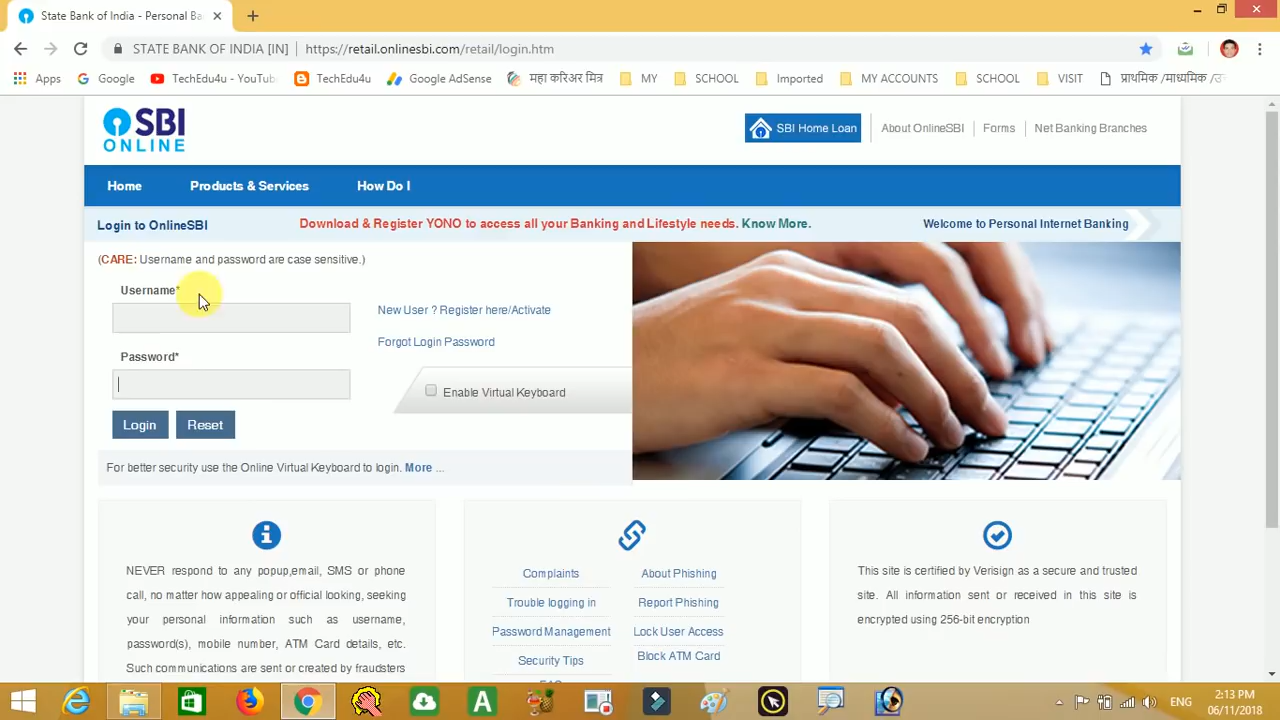 State Bank of India - Personal Ba
STATE BANK OF INDIA [IN] https://retail.onlinesbi.com/retail/login.htm
Apps Google TechEdu4u - YouTub TechEdu4u Google AdSense महा करिअर मित्र MY SCHOOL Imported MY ACCOUNTS SCHOOL VISIT प्राथमिक /माध्यमिक /उ
SBI ONLINE
SBI Home Loan About OnlineSBI Forms Net Banking Branches
Home Products & Services How Do I
Login to OnlineSBI Download & Register YONO to access all your Banking and Lifestyle needs. Know More. Welcome to Personal Internet Banking
(CARE: Username and password are case sensitive.)
Username*
New User ? Register here/Activate
Forgot Login Password
Password*
Enable Virtual Keyboard
Login Reset
For better security use the Online Virtual Keyboard to login. More ...
NEVER respond to any popup,email, SMS or phone
call, no matter how appealing or official looking, seeking
your personal information such as username,
password(s), mobile number, ATM Card details, etc.
Such communications are sent or created by fraudsters
Complaints About Phishing
Trouble logging in Report Phishing
Password Management Lock User Access
Security Tips Block ATM Card
This site is certified by Verisign as a secure and trusted
site. All information sent or received in this site is
encrypted using 256-bit encryption
ENG
2:13 PM
06/11/2018